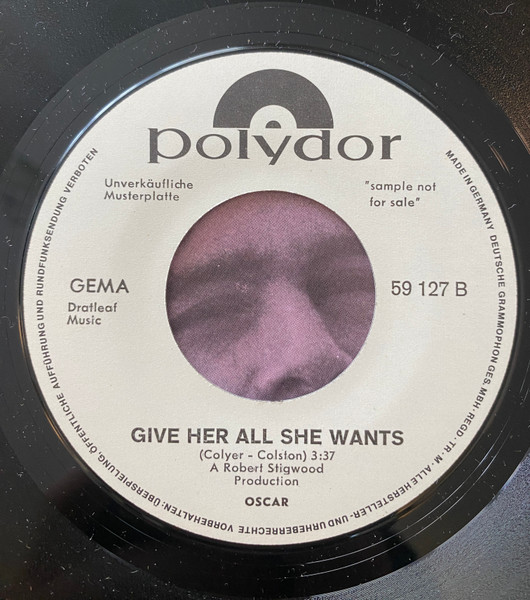 polydor
Unverkäufliche
Musterplatte
"sample not
for sale"
GEMA
Dratleaf
Music
59 127 B
GIVE HER ALL SHE WANTS
(Colyer - Colston) 3:37
A Robert Stigwood
Production
OSCAR
MADE IN GERMANY DEUTSCHE GRAMMOPHON GES. MBH - REGD - TR - M - ALLE HERSTELLER - UND URHEBERRECHTE VORBEHALTEN: ÜBERSPIELUNG, ÖFFENTLICHE AUFFÜHRUNG UND RUNDFUNKSENDUNG VERBOTEN